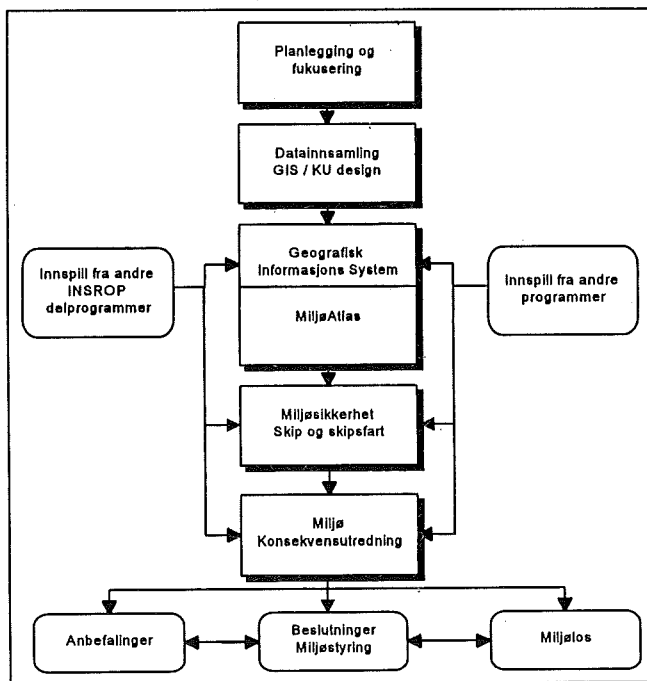 Planlegging og
fukusering
Datainnsamling
GIS / KU design
Geografisk
Informasjons System
MiljøAtlas
Innspill fra andre
INSROP
delprogrammer
Innspill fra andre
programmer
Miljøsikkerhet
Skip og skipsfart
Miljø
Konsekvensutredning
Anbefalinger
Beslutninger
Miljøstyring
Miljølos